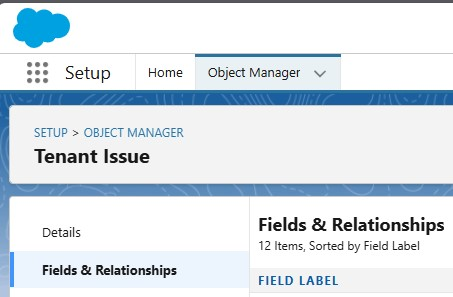 Setup Home Object Manager
SETUP > OBJECT MANAGER
Tenant Issue
Details
Fields & Relationships
Fields & Relationships
12 Items, Sorted by Field Label
FIELD LABEL